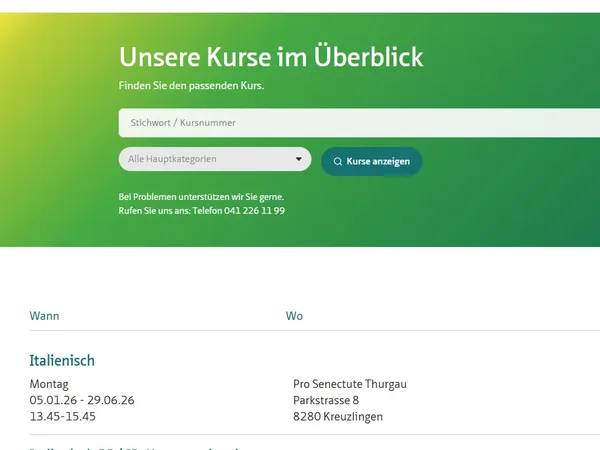 Unsere Kurse im Überblick
Finden Sie den passenden Kurs.
Stichwort / Kursnummer
Alle Hauptkategorien
Kurse anzeigen
Bei Problemen unterstützen wir Sie gerne.
Rufen Sie uns an: Telefon 041 226 11 99
Wann Wo
Italienisch
Montag Pro Senectute Thurgau
05.01.26 - 29.06.26 Parkstrasse 8
13.45-15.45 8280 Kreuzlingen